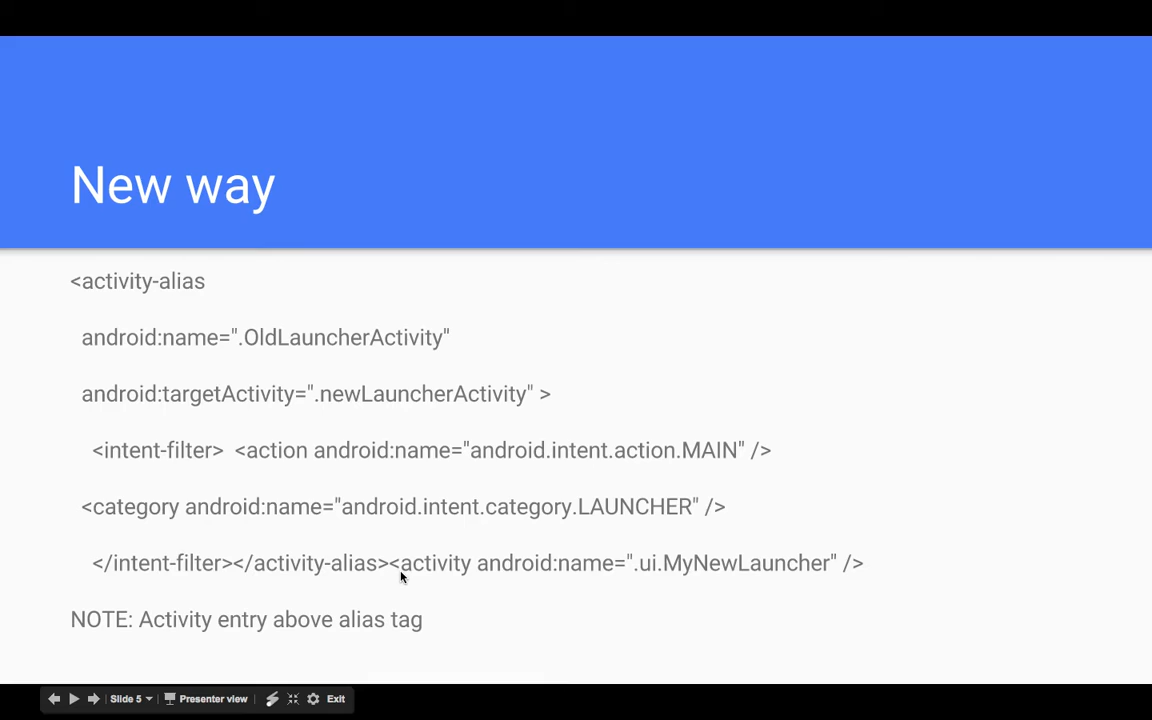 New way
<activity-alias
android:name=".OldLauncherActivity"
android:targetActivity=".newLauncherActivity" >
<intent-filter>  <action android:name="android.intent.action.MAIN" />
<category android:name="android.intent.category.LAUNCHER" />
</intent-filter></activity-alias><activity android:name=".ui.MyNewLauncher" />
NOTE: Activity entry above alias tag
Slide 5 Presenter view Exit